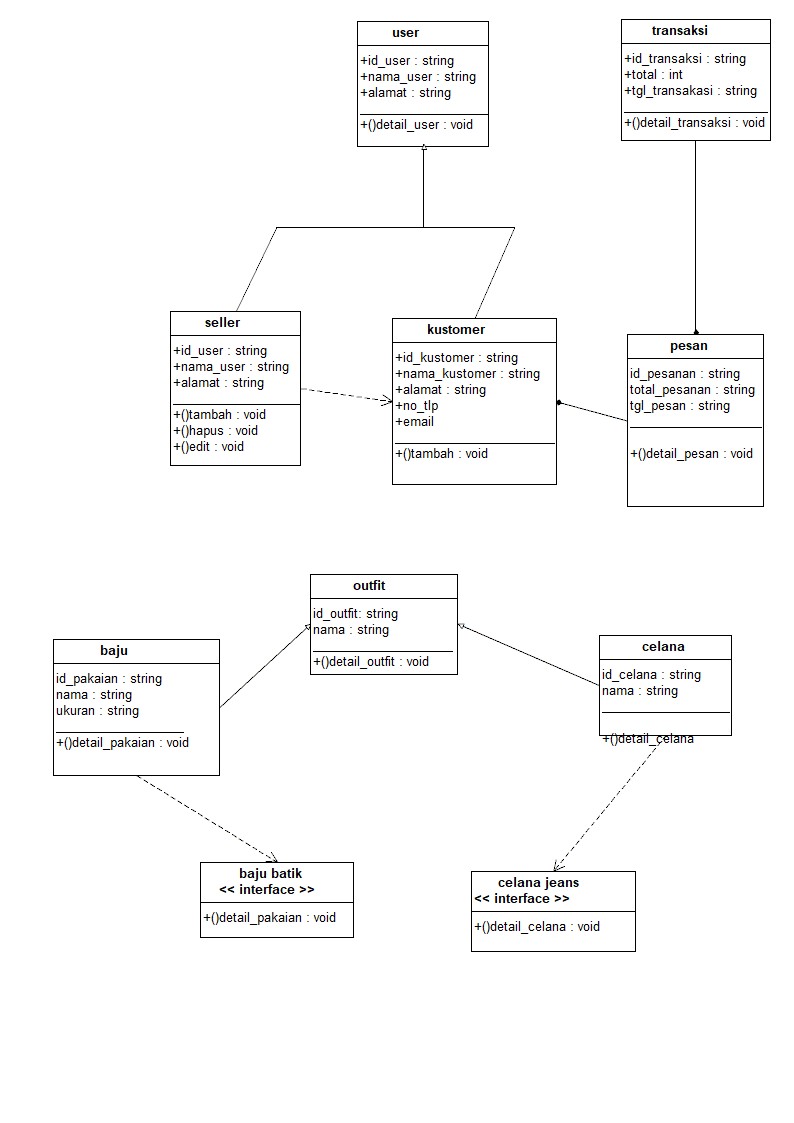 user
+id_user : string
+nama_user : string
+alamat : string
+()detail_user : void
transaksi
+id_transaksi : string
+total : int
+tgl_transakasi : string
+()detail_transaksi : void
seller
+id_user : string
+nama_user : string
+alamat : string
+()tambah : void
+()hapus : void
+()edit : void
kustomer
+id_kustomer : string
+nama_kustomer : string
+alamat : string
+no_tlp
+email
+()tambah : void
pesan
id_pesanan : string
total_pesanan : string
tgl_pesan : string
+()detail_pesan : void
outfit
id_outfit: string
nama : string
+()detail_outfit : void
baju
id_pakaian : string
nama : string
ukuran : string
+()detail_pakaian : void
celana
id_celana : string
nama : string
+()detail_celana
baju batik
<< interface >>
+()detail_pakaian : void
celana jeans
<< interface >>
+()detail_celana : void